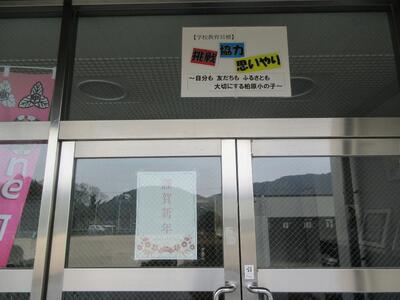 【学校教育目標】
挑戦 協力 思いやり
～自分も 友だちも ふるさとも
大切にする柏原小の子～
謹賀新年
ne